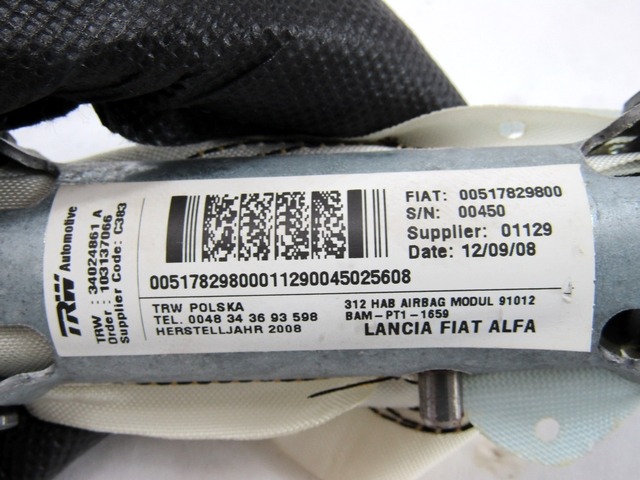 TRW Automotive
TRW : 34024861 A
Order : 103137066
Supplier Code: C383
FIAT: 00517829800
S/N: 00450
Supplier: 01129
Date: 12/09/08
00517829800011290045025608
TRW POLSKA
TEL. 0048 34 36 93 598
HERSTELLJAHR 2008
312 HAB AIRBAG MODUL 91012
BAM-PT1-1659
LANCIA FIAT ALFA